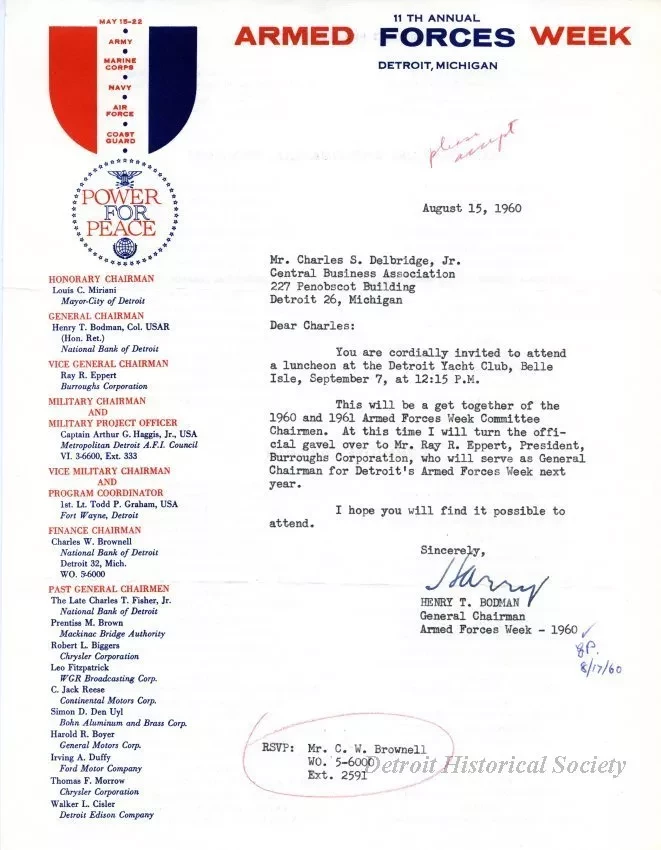 MAY 15-22
ARMY
MARINE
CORPS
NAVY
AIR
FORCE
COAST
GUARD
POWER
FOR
PEACE
11 TH ANNUAL
ARMED FORCES WEEK
DETROIT, MICHIGAN
please
accept
August 15, 1960
Mr. Charles S. Delbridge, Jr.
Central Business Association
227 Penobscot Building
Detroit 26, Michigan
Dear Charles:
You are cordially invited to attend
a luncheon at the Detroit Yacht Club, Belle
Isle, September 7, at 12:15 P.M.
This will be a get together of the
1960 and 1961 Armed Forces Week Committee
Chairmen. At this time I will turn the offi-
cial gavel over to Mr. Ray R. Eppert, President,
Burroughs Corporation, who will serve as General
Chairman for Detroit's Armed Forces Week next
year.
I hope you will find it possible to
attend.
Sincerely,
Harry
HENRY T. BODMAN
General Chairman
Armed Forces Week - 1960
8/17/60
RSVP: Mr. C. W. Brownell
WO. 5-6000
Ext. 2591
HONORARY CHAIRMAN
Louis C. Miriani
Mayor-City of Detroit
GENERAL CHAIRMAN
Henry T. Bodman, Col. USAR
(Hon. Ret.)
National Bank of Detroit
VICE GENERAL CHAIRMAN
Ray R. Eppert
Burroughs Corporation
MILITARY CHAIRMAN
AND
MILITARY PROJECT OFFICER
Captain Arthur G. Haggis, Jr., USA
Metropolitan Detroit A.F.I. Council
VI. 3-6600, Ext. 333
VICE MILITARY CHAIRMAN
AND
PROGRAM COORDINATOR
1st. Lt. Todd P. Graham, USA
Fort Wayne, Detroit
FINANCE CHAIRMAN
Charles W. Brownell
National Bank of Detroit
Detroit 32, Mich.
WO. 5-6000
PAST GENERAL CHAIRMEN
The Late Charles T. Fisher, Jr.
National Bank of Detroit
Prentiss M. Brown
Mackinac Bridge Authority
Robert L. Biggers
Chrysler Corporation
Leo Fitzpatrick
WGR Broadcasting Corp.
C. Jack Reese
Continental Motors Corp.
Simon D. Den Uyl
Bohn Aluminum and Brass Corp.
Harold R. Boyer
General Motors Corp.
Irving A. Duffy
Ford Motor Company
Thomas F. Morrow
Chrysler Corporation
Walker L. Cisler
Detroit Edison Company
Detroit Historical Society